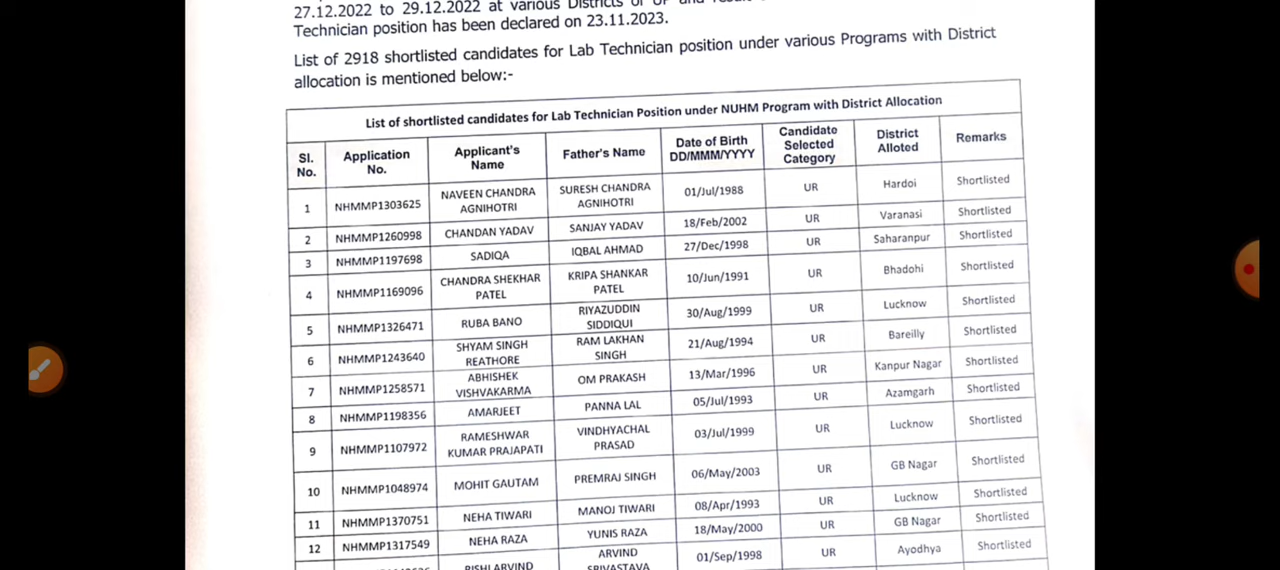 27.12.2022 to 29.12.2022 at various Districts of UP and
Technician position has been declared on 23.11.2023.
List of 2918 shortlisted candidates for Lab Technician position under various Programs with District
allocation is mentioned below:-
List of shortlisted candidates for Lab Technician Position under NUHM Program with District Allocation
Sl. No. Application No. Applicant's Name Father's Name Date of Birth DD/MMM/YYYY Candidate Selected Category District Alloted Remarks
1 NHMMP1303625 NAVEEN CHANDRA AGNIHOTRI SURESH CHANDRA AGNIHOTRI 01/Jul/1988 UR Hardoi Shortlisted
2 NHMMP1260998 CHANDAN YADAV SANJAY YADAV 18/Feb/2002 UR Varanasi Shortlisted
3 NHMMP1197698 SADIQA IQBAL AHMAD 27/Dec/1998 UR Saharanpur Shortlisted
4 NHMMP1169096 CHANDRA SHEKHAR PATEL KRIPA SHANKAR PATEL 10/Jun/1991 UR Bhadohi Shortlisted
5 NHMMP1326471 RUBA BANO RIYAZUDDIN SIDDIQUI 30/Aug/1999 UR Lucknow Shortlisted
6 NHMMP1243640 SHYAM SINGH REATHORE RAM LAKHAN SINGH 21/Aug/1994 UR Bareilly Shortlisted
7 NHMMP1258571 ABHISHEK VISHVAKARMA OM PRAKASH 13/Mar/1996 UR Kanpur Nagar Shortlisted
8 NHMMP1198356 AMARJEET PANNA LAL 05/Jul/1993 UR Azamgarh Shortlisted
9 NHMMP1107972 RAMESHWAR KUMAR PRAJAPATI VINDHYACHAL PRASAD 03/Jul/1999 UR Lucknow Shortlisted
10 NHMMP1048974 MOHIT GAUTAM PREMRAJ SINGH 06/May/2003 UR GB Nagar Shortlisted
11 NHMMP1370751 NEHA TIWARI MANOJ TIWARI 08/Apr/1993 UR Lucknow Shortlisted
12 NHMMP1317549 NEHA RAZA YUNIS RAZA 18/May/2000 UR GB Nagar Shortlisted
RISHI ARVIND ARVIND SRIVASTAVA 01/Sep/1998 UR Ayodhya Shortlisted